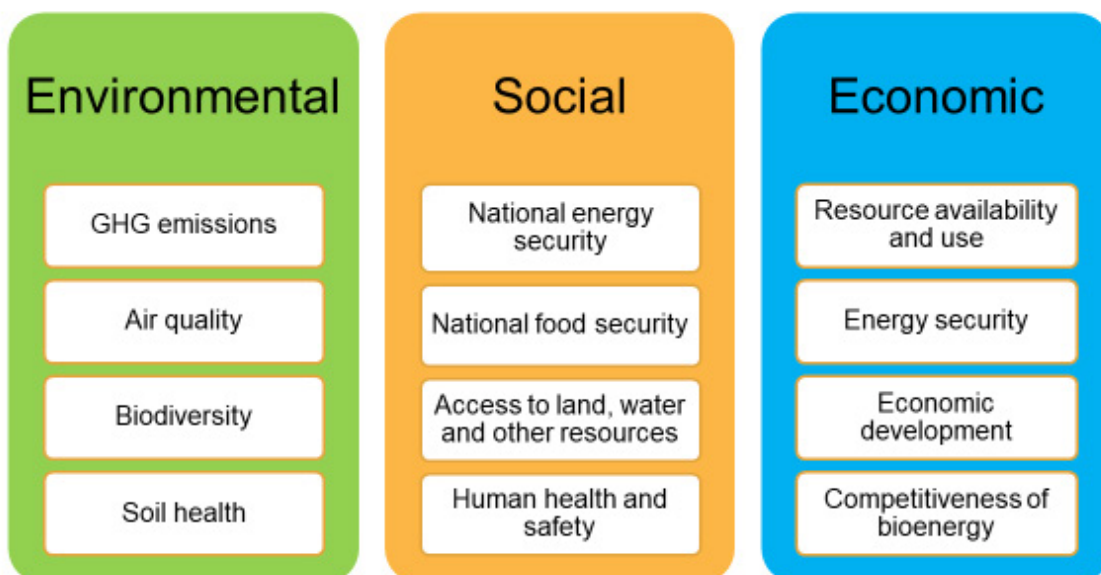 Environmental
GHG emissions
Air quality
Biodiversity
Soil health
Social
National energy
security
National food security
Access to land, water
and other resources
Human health and
safety
Economic
Resource availability
and use
Energy security
Economic
development
Competitiveness of
bioenergy